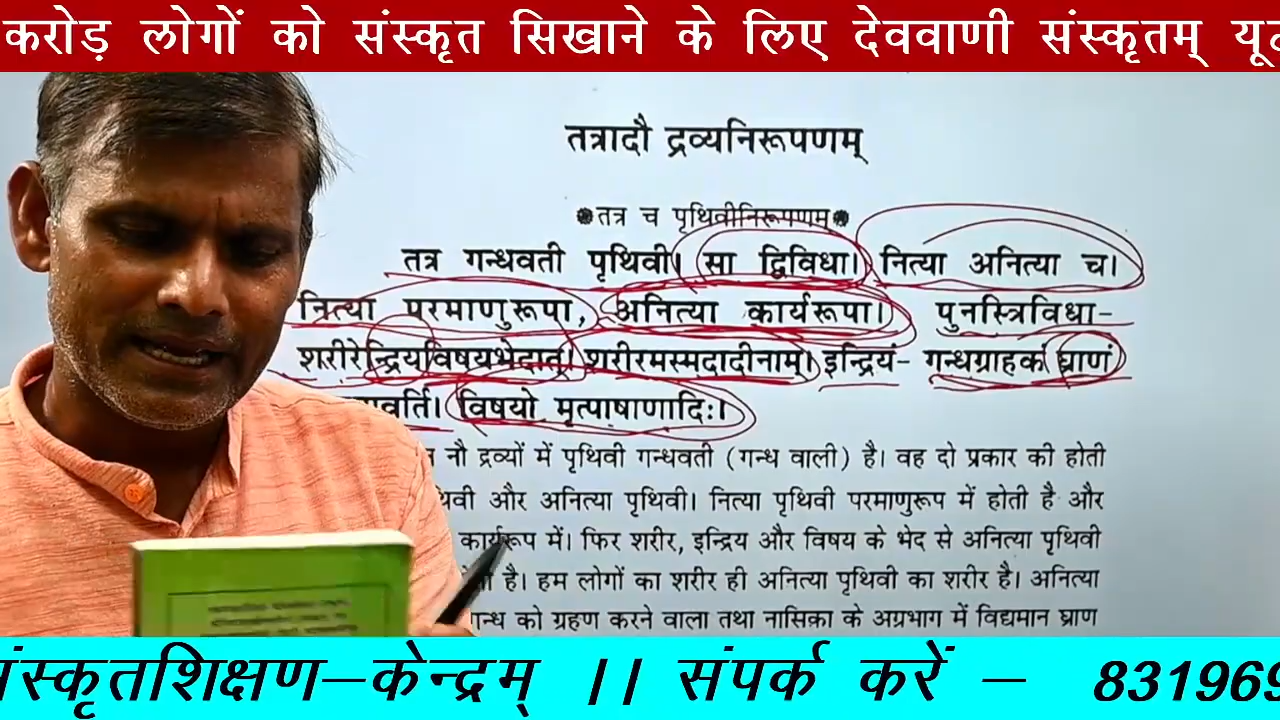 करोड़ लोगों को संस्कृत सिखाने के लिए देववाणी संस्कृतम्
तत्रादौ द्रव्यनिरूपणम्
तत्र च पृथिवीनिरूपणम्
तत्र गन्धवती पृथिवी। सा द्विविधा। नित्या अनित्या च।
नित्या परमाणुरूपा, अनित्या कार्यरूपा। पुनस्त्रिविधा-
शरीरेन्द्रियविषयभेदात्। शरीरमस्मदादीनाम्। इन्द्रियं- गन्धग्राहकं घ्राणं
विषयो मृत्पाषाणादिः।
नौ द्रव्यों में पृथिवी गन्धवती (गन्ध वाली) है। वह दो प्रकार की होती
और अनित्या पृथिवी। नित्या पृथिवी परमाणुरूप में होती है और
कार्यरूप में। फिर शरीर, इन्द्रिय और विषय के भेद से अनित्या पृथिवी
है। हम लोगों का शरीर ही अनित्या पृथिवी का शरीर है। अनित्या
गन्ध को ग्रहण करने वाला तथा नासिका के अग्रभाग में विद्यमान घ्राण
संस्कृतशिक्षण-केन्द्रम् || संपर्क करें - 831969